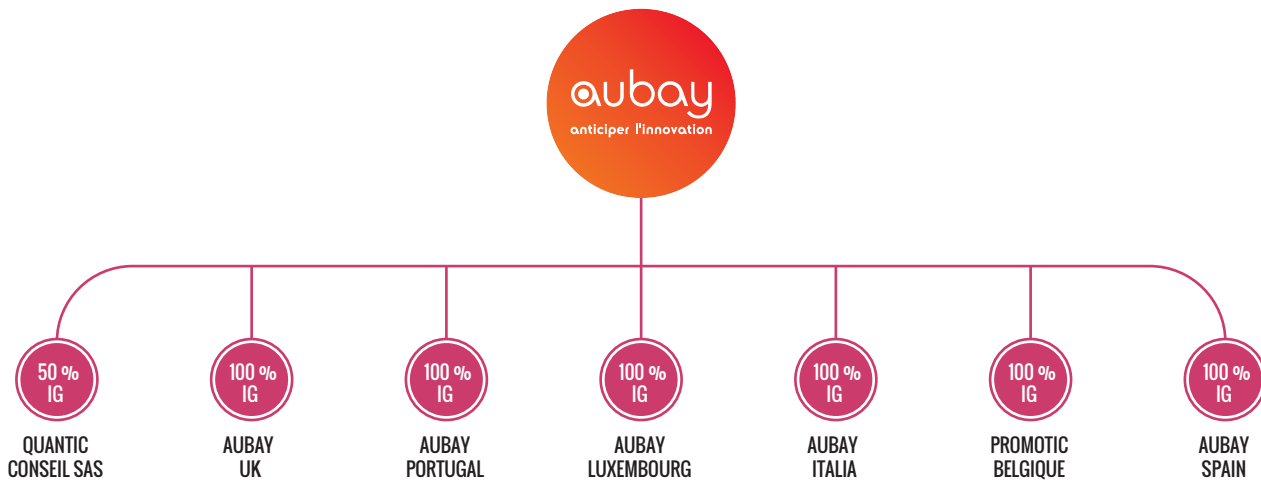 aubay
anticiper l'innovation
50 %
IG
100 %
IG
100 %
IG
100 %
IG
100 %
IG
100 %
IG
100 %
IG
QUANTIC
CONSEIL SAS
AUBAY
UK
AUBAY
PORTUGAL
AUBAY
LUXEMBOURG
AUBAY
ITALIA
PROMOTIC
BELGIQUE
AUBAY
SPAIN